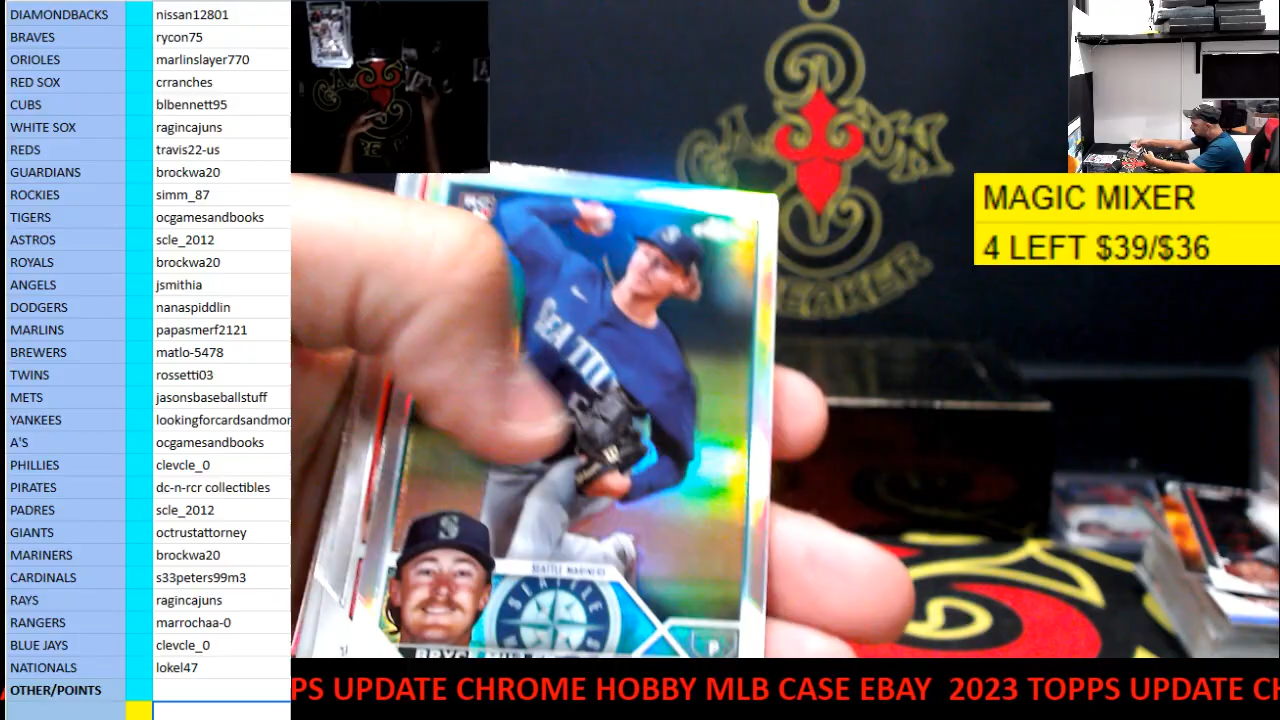 DIAMONDBACKS nissan12801
BRAVES rycon75
ORIOLES marlinslayer770
RED SOX crranches
CUBS blbennett95
WHITE SOX ragincajuns
REDS travis22-us
GUARDIANS brockwa20
ROCKIES simm_87
TIGERS ocgamesandbooks
ASTROS scle_2012
ROYALS brockwa20
ANGELS jsmithia
DODGERS nanaspiddlin
MARLINS papasmerf2121
BREWERS matlo-5478
TWINS rossetti03
METS jasonsbaseballstuff
YANKEES lookingforcardsandmor
A'S ocgamesandbooks
PHILLIES clevcle_0
PIRATES dc-n-rcr collectibles
PADRES scle_2012
GIANTS octrustattorney
MARINERS brockwa20
CARDINALS s33peters99m3
RAYS ragincajuns
RANGERS marrochaa-0
BLUE JAYS clevcle_0
NATIONALS lokel47
OTHER/POINTS
MAGIC MIXER
4 LEFT $39/$36
SEATTLE
SEATTLE MARINERS
P
PS UPDATE CHROME HOBBY MLB CASE EBAY 2023 TOPPS UPDATE CH